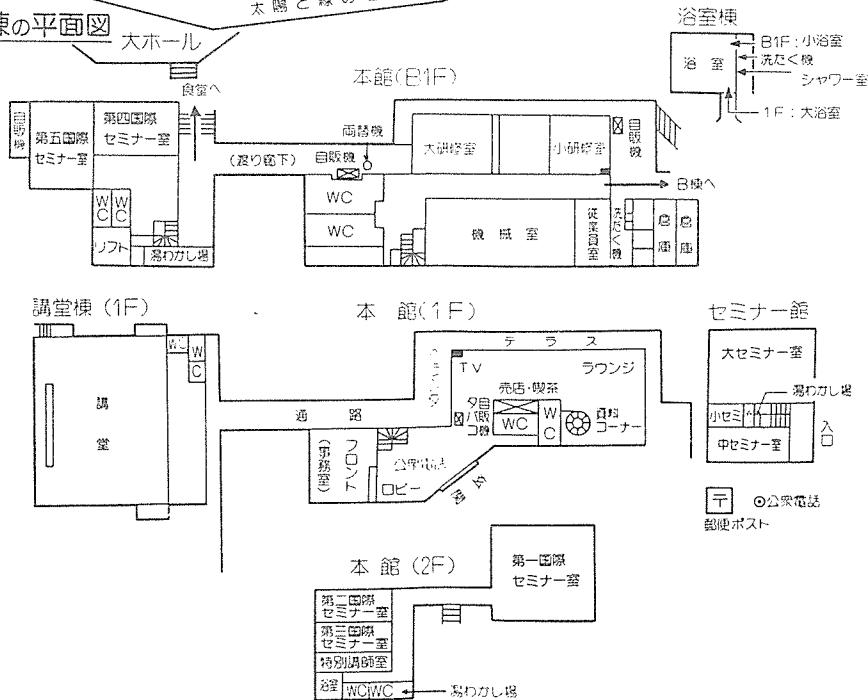 太陽と緑の
棟の平面図
大ホール
食堂へ
浴室棟
浴室
B1F:小浴室
洗たく機
シャワー室
1F:大浴室
本館(B1F)
自販機
第五国際
セミナー室
第四国際
セミナー室
(渡り廊下)
両替機
自販機
大研修室
小研修室
自販機
B棟へ
WC
WC
WC
WC
リフト
湯わかし場
機械室
従業員室
洗たく機
倉庫
倉庫
講堂棟(1F)
講堂
WC
WC
通路
本館(1F)
テラス
TV
ラウンジ
売店・喫茶
タバコ
自販機
WC
WC
資料
コーナー
フロント
(事務室)
公衆電話
ロビー
玄関
セミナー館
大セミナー室
湯わかし場
小セミ
中セミナー室
入口
〒
郵便ポスト
◎公衆電話
本館(2F)
第一国際
セミナー室
第二国際
セミナー室
第三国際
セミナー室
特別講師室
浴室
WC
WC
湯わかし場